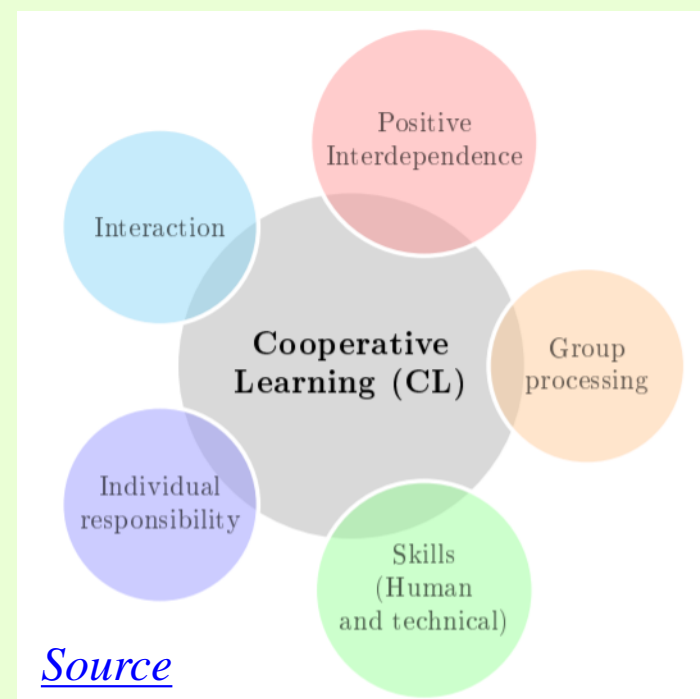 Positive
Interdependence
Interaction
Cooperative
Learning (CL)
Group
processing
Individual
responsibility
Skills
(Human
and technical)
Source